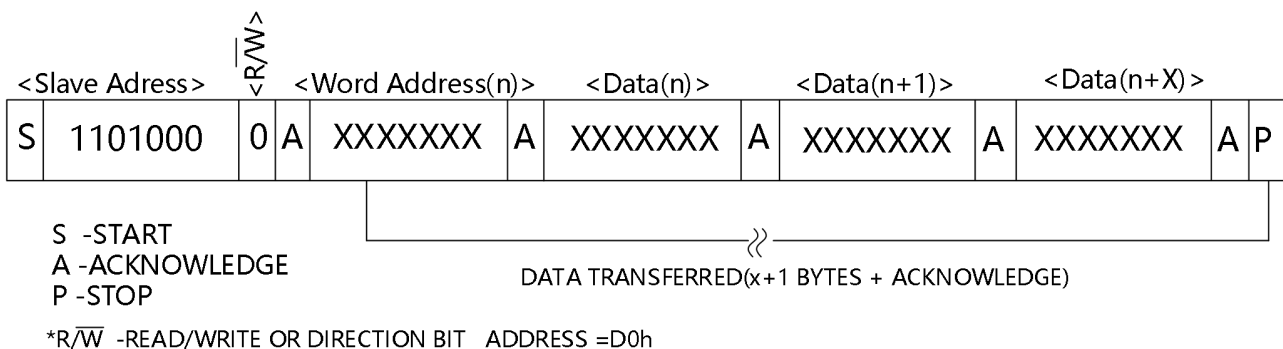 <R/W̅>
<Slave Adress> <Word Address(n)> <Data(n)> <Data(n+1)> <Data(n+X)>
S 1101000 0 A XXXXXXX A XXXXXXX A XXXXXXX A XXXXXXX A P
S -START
A -ACKNOWLEDGE
P -STOP
DATA TRANSFERRED(x+1 BYTES + ACKNOWLEDGE)
*R/W̅ -READ/WRITE OR DIRECTION BIT ADDRESS =D0h